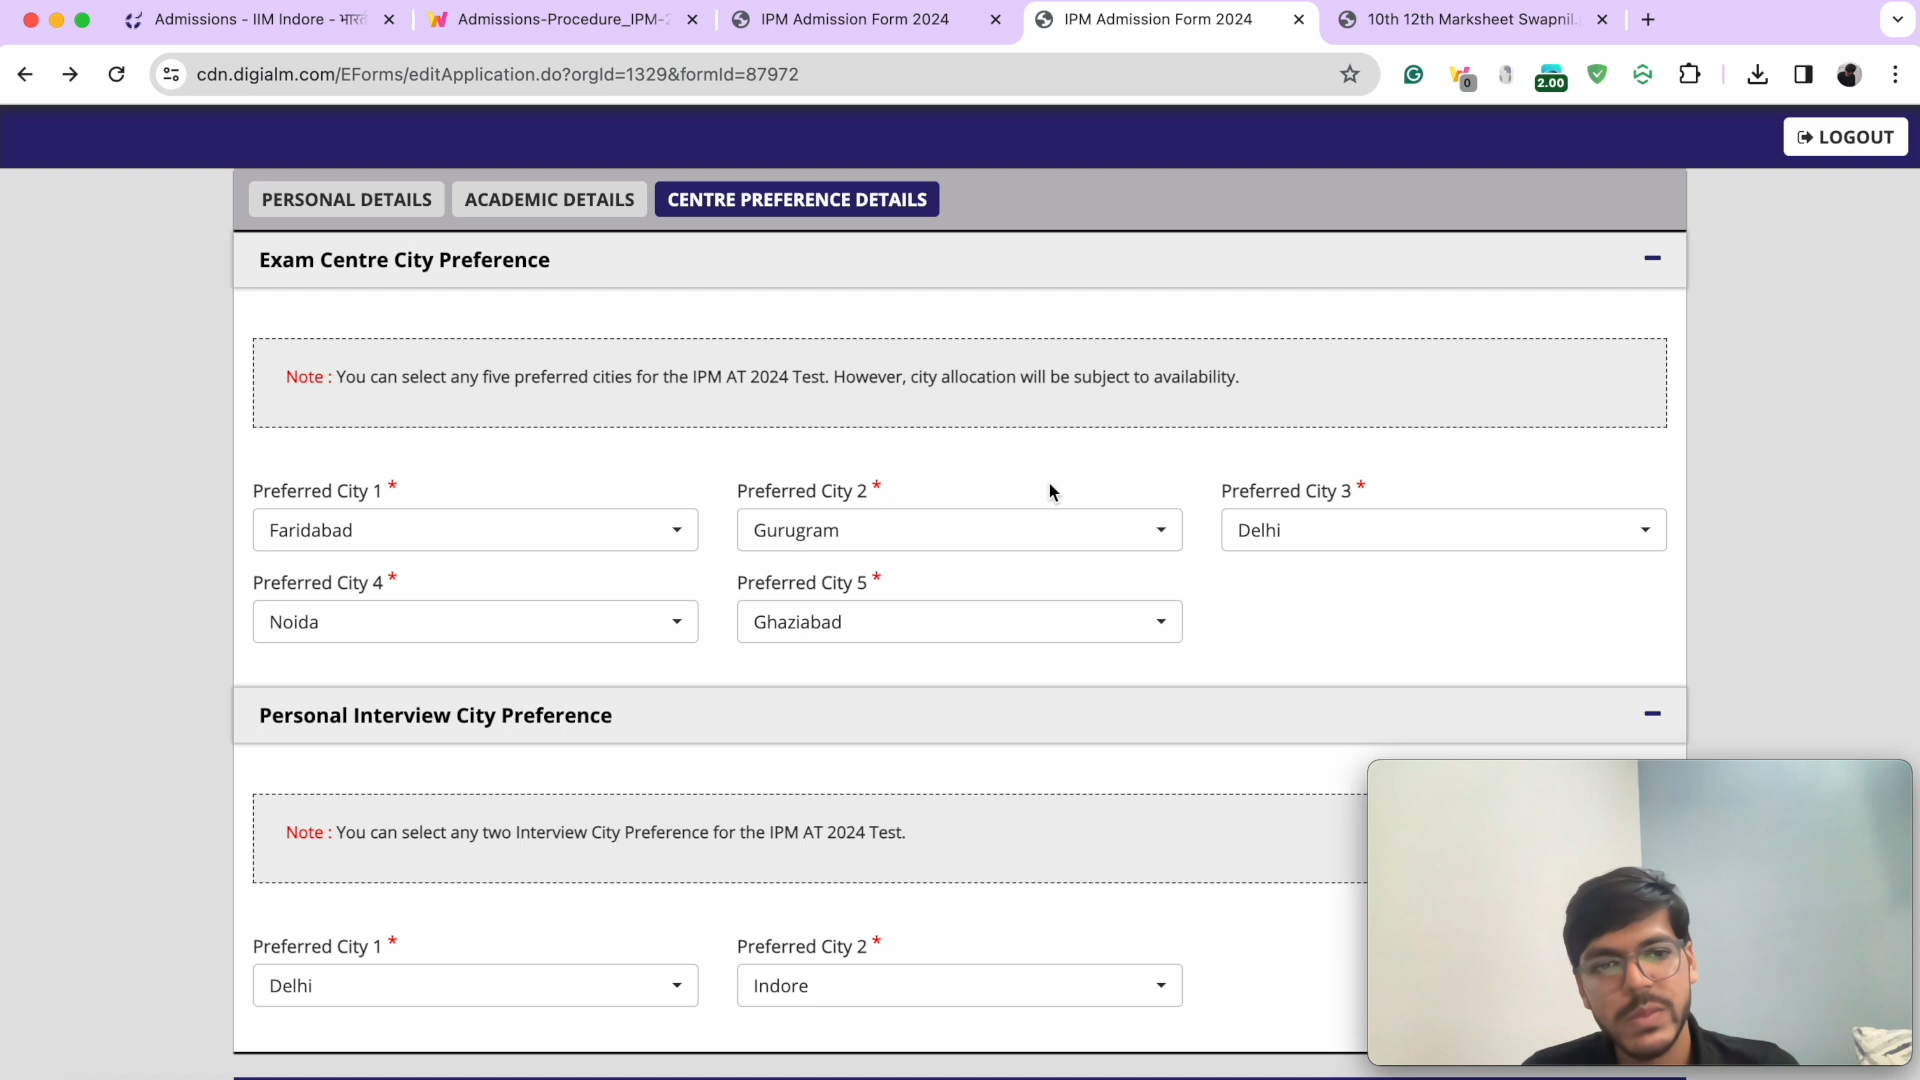 Admissions - IIM Indore - भारत
Admissions-Procedure_IPM-2
IPM Admission Form 2024
IPM Admission Form 2024
10th 12th Marksheet Swapnil.
cdn.digialm.com/EForms/editApplication.do?orgId=1329&formId=87972
0
2.00
LOGOUT
PERSONAL DETAILS
ACADEMIC DETAILS
CENTRE PREFERENCE DETAILS
Exam Centre City Preference
Note : You can select any five preferred cities for the IPM AT 2024 Test. However, city allocation will be subject to availability.
Preferred City 1 *
Preferred City 2 *
Preferred City 3 *
Faridabad
Gurugram
Delhi
Preferred City 4 *
Preferred City 5 *
Noida
Ghaziabad
Personal Interview City Preference
Note : You can select any two Interview City Preference for the IPM AT 2024 Test.
Preferred City 1 *
Preferred City 2 *
Delhi
Indore